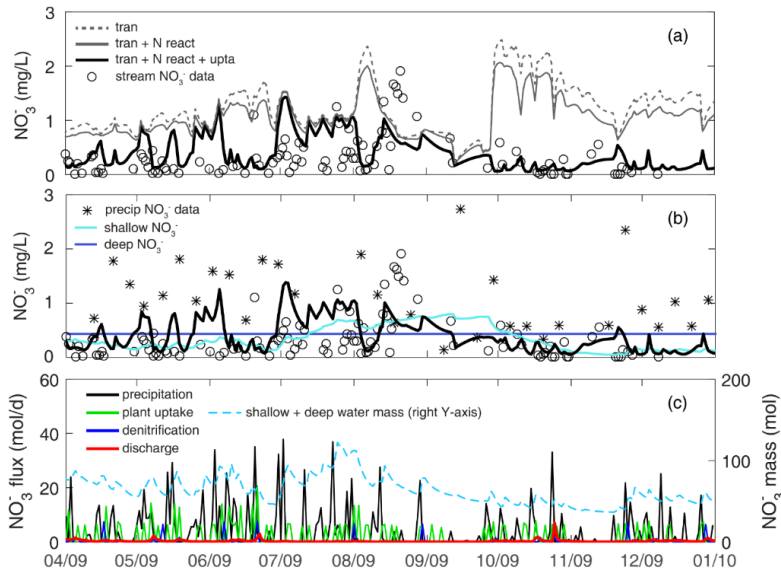 (a)
tran
tran + N react
tran + N react + upta
stream NO₃⁻ data
NO₃⁻ (mg/L)
3
2
1
0
(b)
precip NO₃⁻ data
shallow NO₃⁻
deep NO₃⁻
NO₃⁻ (mg/L)
3
2
1
0
(c)
precipitation
plant uptake
shallow + deep water mass (right Y-axis)
denitrification
discharge
NO₃⁻ flux (mol/d)
60
40
20
0
200
100
0
NO₃⁻ mass (mol)
04/09 05/09 06/09 07/09 08/09 09/09 10/09 11/09 12/09 01/10